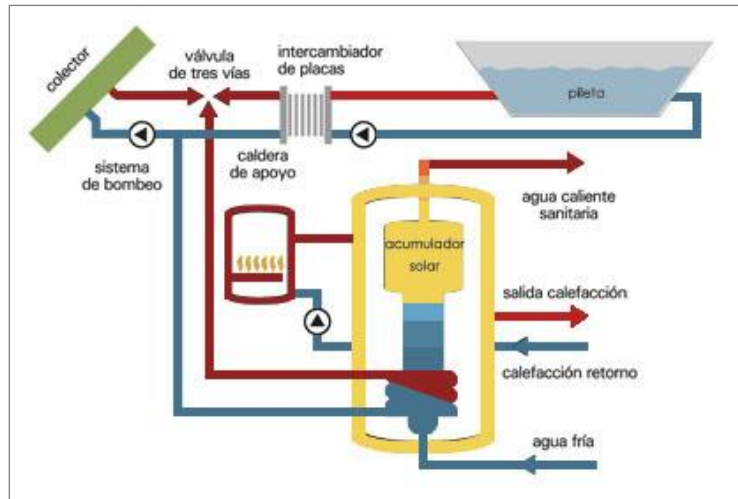 colector
válvula
de tres vías
intercambiador
de placas
pileta
sistema
de bombeo
caldera
de apoyo
agua caliente
sanitaria
acumulador
solar
salida calefacción
calefacción retorno
agua fría